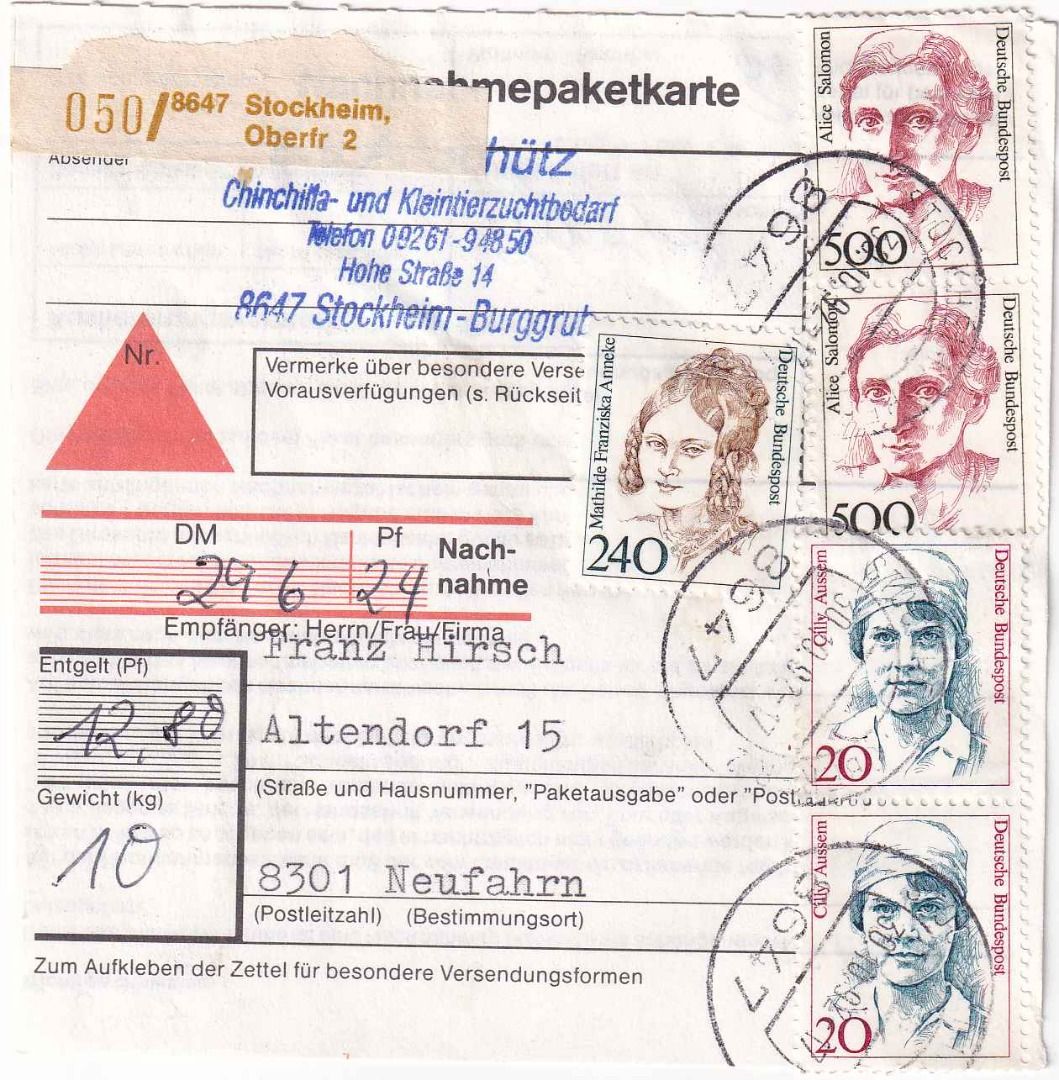 hmepaketkarte
050/ 8647 Stockheim,
Oberfr 2
Absender
hütz
Chinchilla- und Kleintierzuchtbedarf
Telefon 09261-94850
Hohe Straße 14
8647 Stockheim-Burggrub
Nr.
Vermerke über besondere Verse
Vorausverfügungen (s. Rückseit
DM
Pf
Nach-
nahme
296 24
Empfänger: Herrn/Frau/Firma
Franz Hirsch
Entgelt (Pf)
12,80
Altendorf 15
(Straße und Hausnummer, "Paketausgabe" oder "Post
Gewicht (kg)
10
8301 Neufahrn
(Postleitzahl) (Bestimmungsort)
Zum Aufkleben der Zettel für besondere Versendungsformen
Alice Salomon
Deutsche Bundespost
500
Alice Salomon
Deutsche Bundespost
500
Mathilde Franziska Anneke
Deutsche Bundespost
240
Cilly Aussem
Deutsche Bundespost
20
Cilly Aussem
Deutsche Bundespost
20
8647
8647
8647